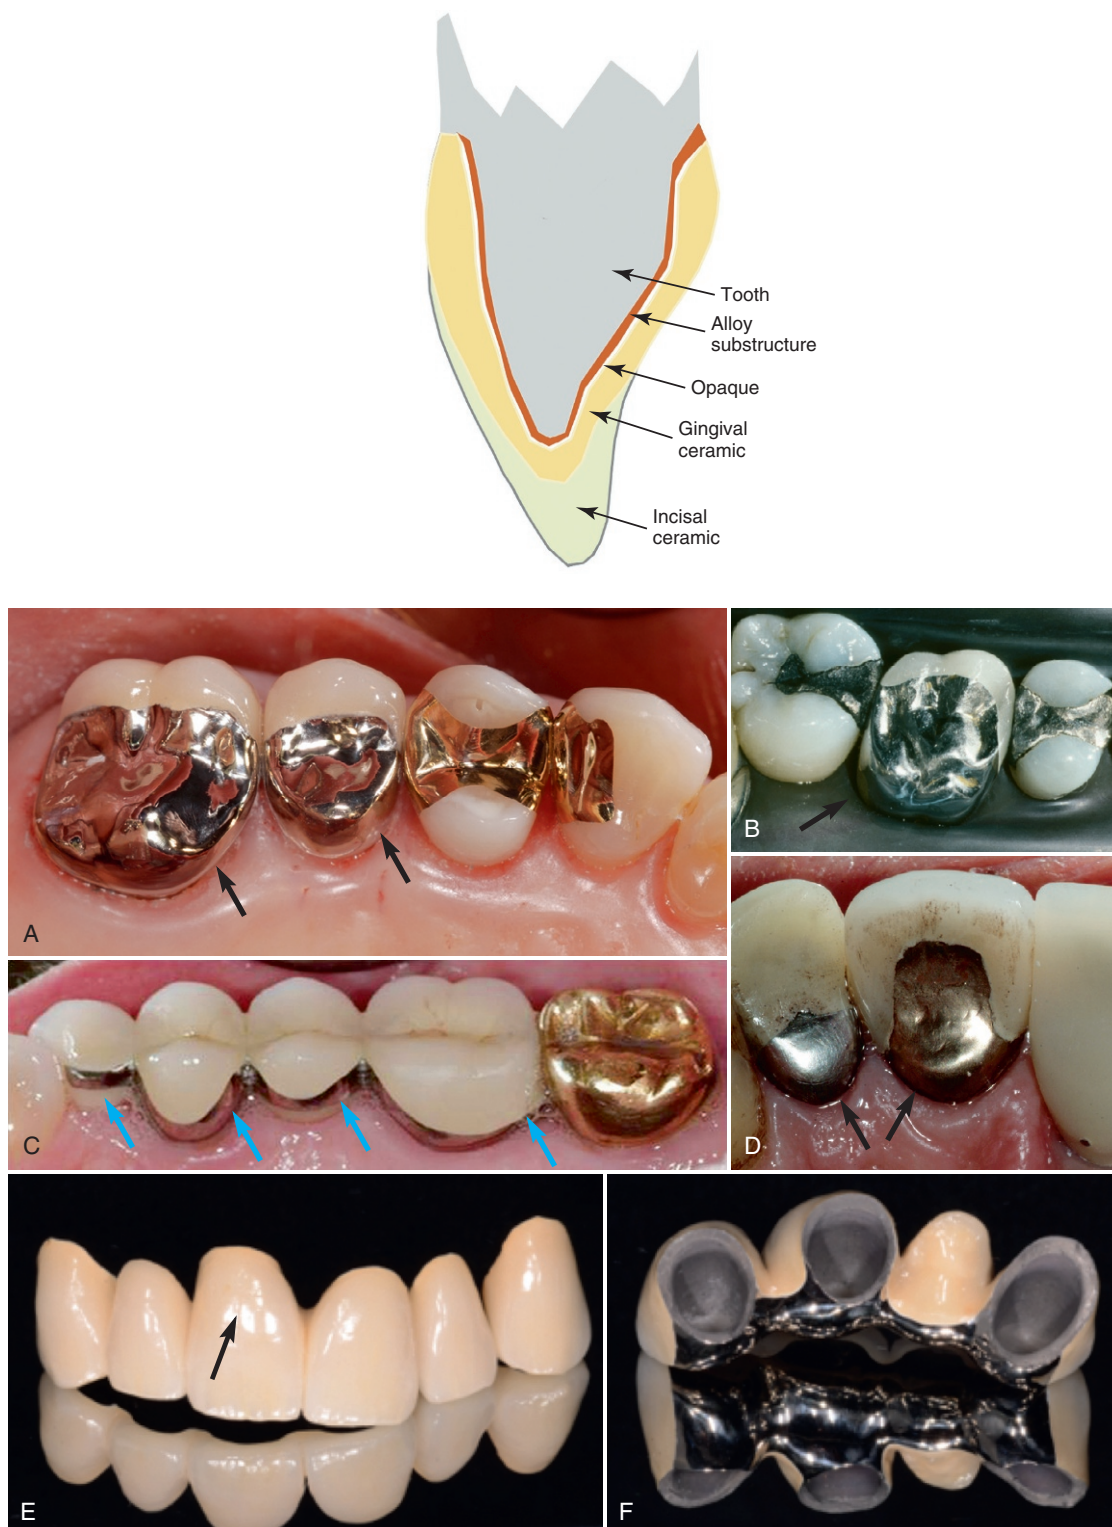 Tooth
Alloy
substructure
Opaque
Gingival
ceramic
Incisal
ceramic
A
B
C
D
E
F